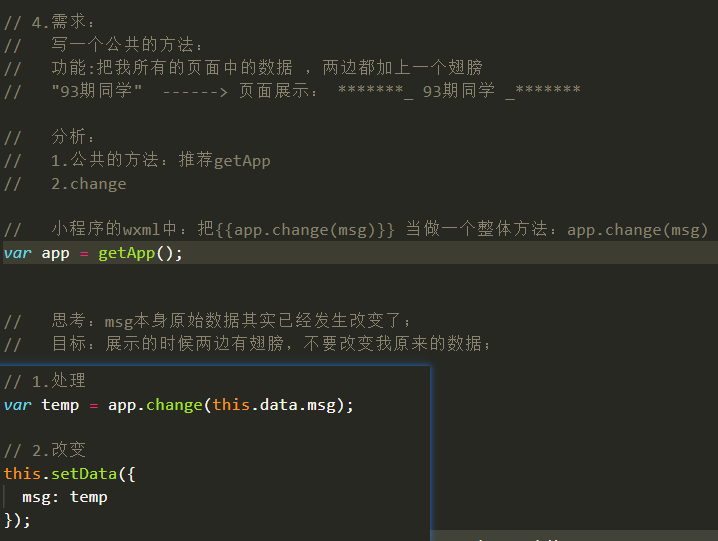 // 4.需求：
// 写一个公共的方法：
// 功能:把我所有的页面中的数据 ，两边都加上一个翅膀
// "93期同学" ------> 页面展示： *******_ 93期同学 _*******
// 分析：
// 1.公共的方法：推荐getApp
// 2.change
// 小程序的wxml中：把{{app.change(msg)}} 当做一个整体方法：app.change(msg)
var app = getApp();
// 思考：msg本身原始数据其实已经发生改变了；
// 目标：展示的时候两边有翅膀，不要改变我原来的数据；
// 1.处理
var temp = app.change(this.data.msg);
// 2.改变
this.setData({
msg: temp
});